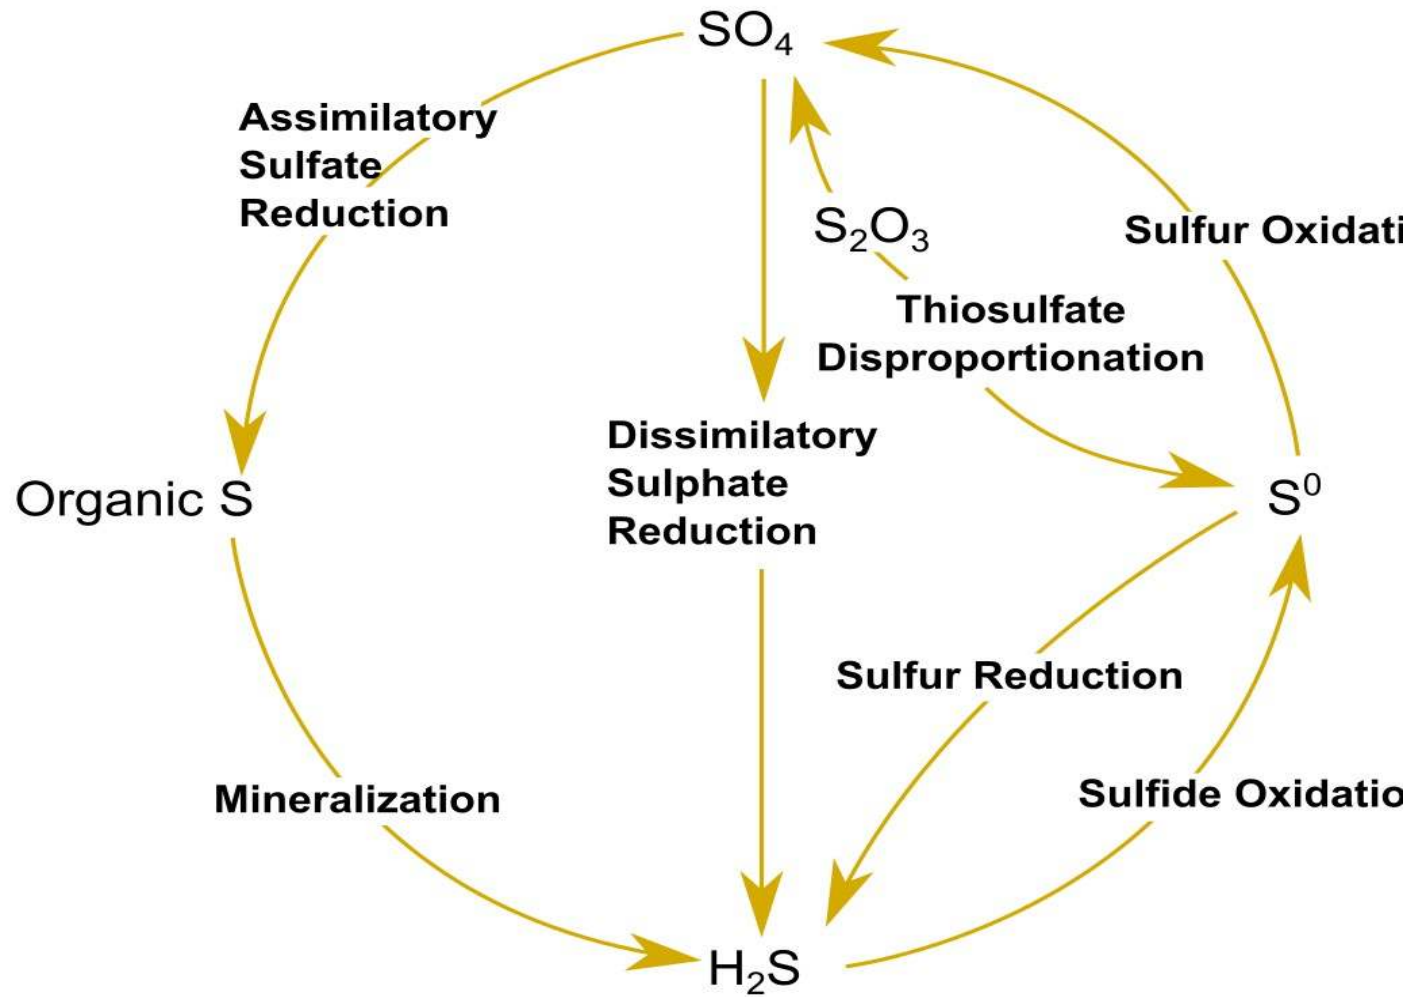 SO₄
Assimilatory
Sulfate
Reduction
S₂O₃
Sulfur Oxidati
Thiosulfate
Disproportionation
Dissimilatory
Sulphate
Reduction
Organic S
S⁰
Sulfur Reduction
Mineralization
Sulfide Oxidatio
H₂S